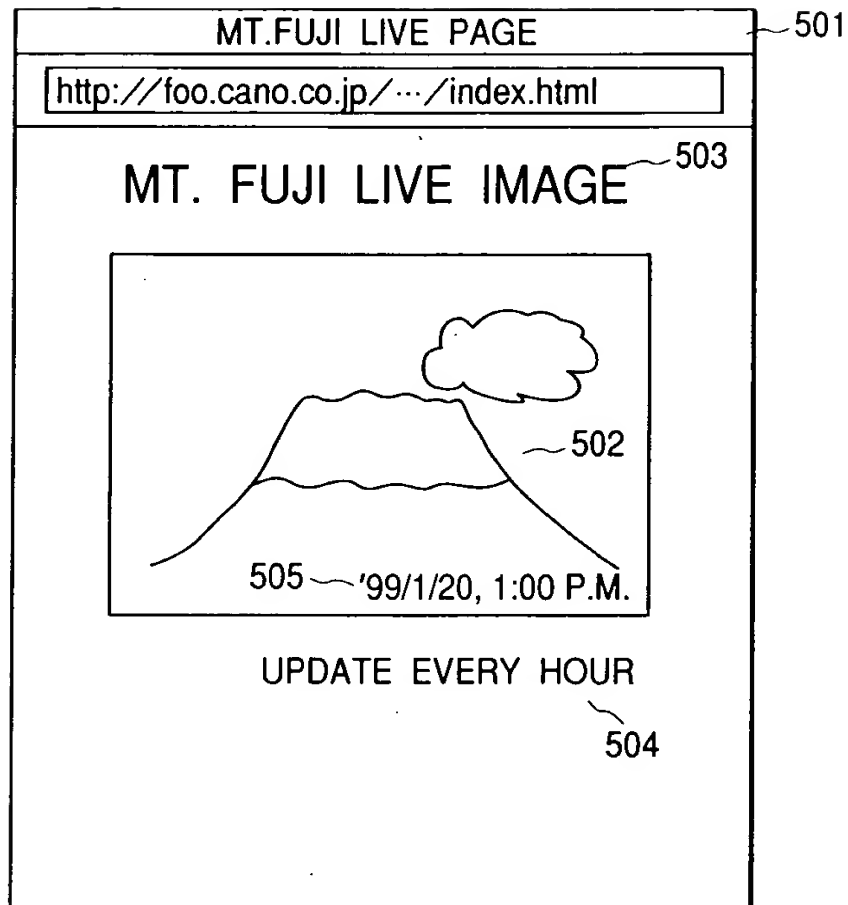 MT.FUJI LIVE PAGE 501
http://foo.cano.co.jp/…/index.html
503
MT. FUJI LIVE IMAGE
502
505 '99/1/20, 1:00 P.M.
UPDATE EVERY HOUR
504